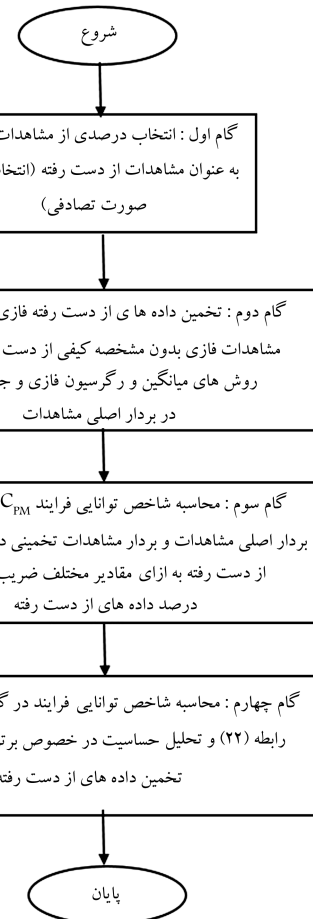 شروع
گام اول : انتخاب درصدی از مشاهدات
به عنوان مشاهدات از دست رفته (
صورت تصادفی)
گام دوم : تخمین داده ها ی از دست رفته فازی
مشاهدات فازی بدون مشخصه کیفی از دست
روش های میانگین و رگرسیون فازی و
در بردار اصلی مشاهدات
گام سوم : محاسبه شاخص توانایی فرایند CPM
بردار اصلی مشاهدات و بردار مشاهدات تخمینی
از دست رفته به ازای مقادیر مختلف ضریب
درصد داده های از دست رفته
گام چهارم : محاسبه شاخص توانایی فرایند در
رابطه (۲۲) و تحلیل حساسیت در خصوص
تخمین داده های از دست رفته
پایان